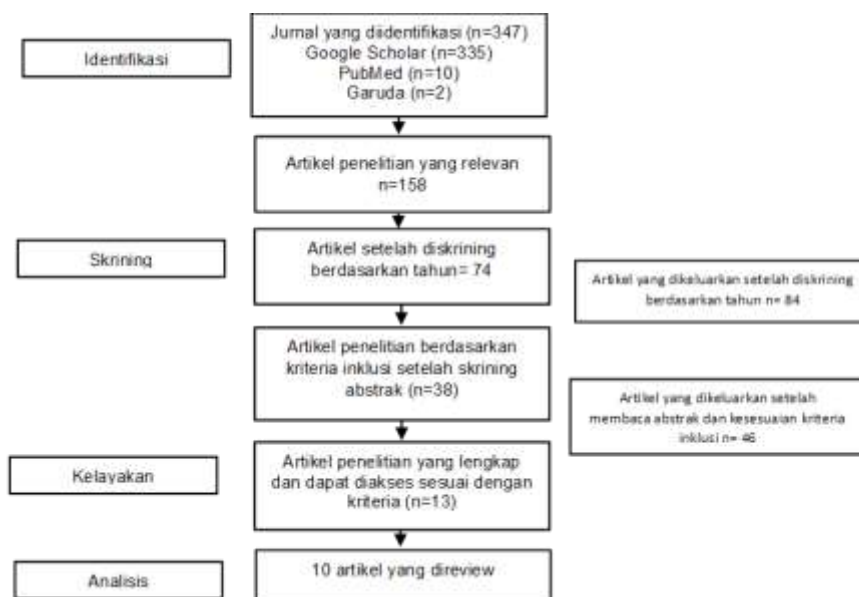 Identifikasi
Jurnal yang diidentifikasi (n=347)
Google Scholar (n=335)
PubMed (n=10)
Garuda (n=2)
Artikel penelitian yang relevan
n=158
Skrining
Artikel setelah diskrining
berdasarkan tahun= 74
Artikel yang dikeluarkan setelah diskrining
berdasarkan tahun n= 84
Artikel penelitian berdasarkan
kriteria inklusi setelah skrining
abstrak (n=38)
Artikel yang dikeluarkan setelah
membaca abstrak dan kesesuaian kriteria
inklusi n= 46
Kelayakan
Artikel penelitian yang lengkap
dan dapat diakses sesuai dengan
kriteria (n=13)
Analisis
10 artikel yang direview